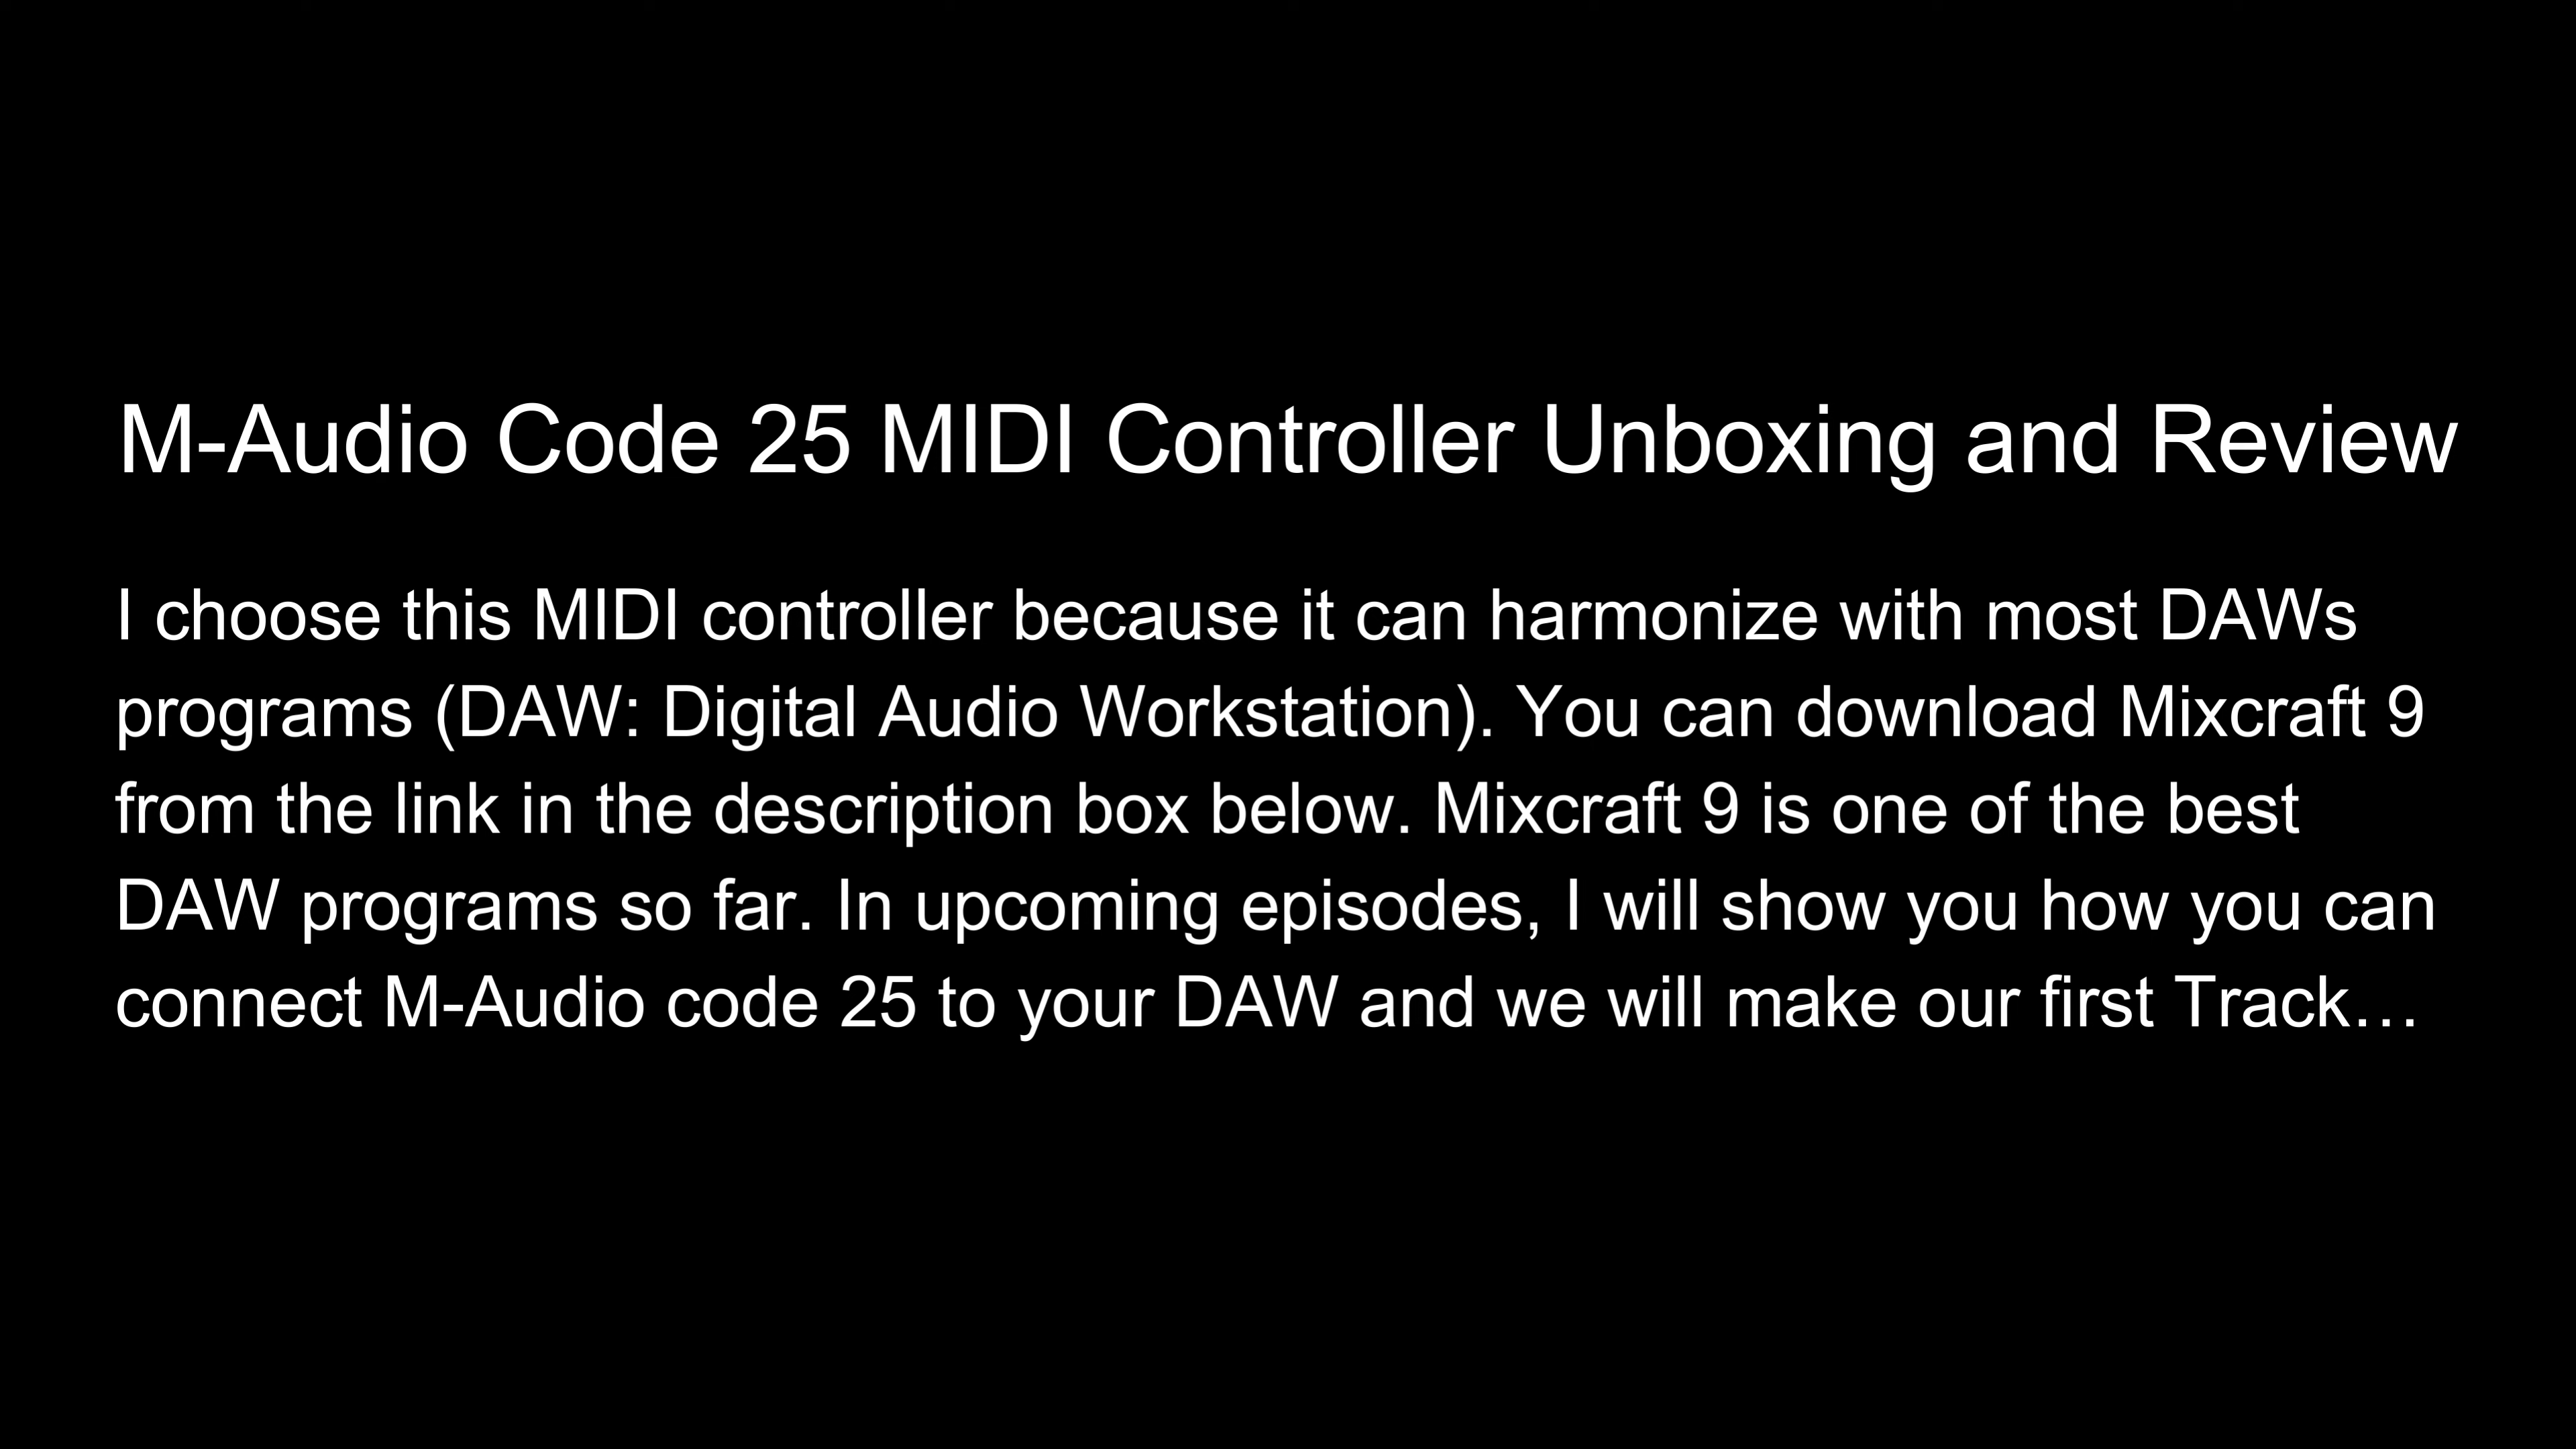 M-Audio Code 25 MIDI Controller Unboxing and Review
I choose this MIDI controller because it can harmonize with most DAWs
programs (DAW: Digital Audio Workstation). You can download Mixcraft 9
from the link in the description box below. Mixcraft 9 is one of the best
DAW programs so far. In upcoming episodes, I will show you how you can
connect M-Audio code 25 to your DAW and we will make our first Track…